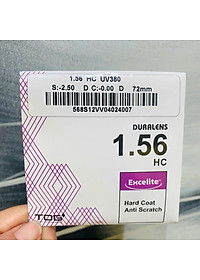 1.56 HC UV380
S:-2.50 D C:-0.00 D 72mm
568S12VV04024007
DURALENS
1.56
HC
Excelite
Hard Coat
Anti Scratch
TOG